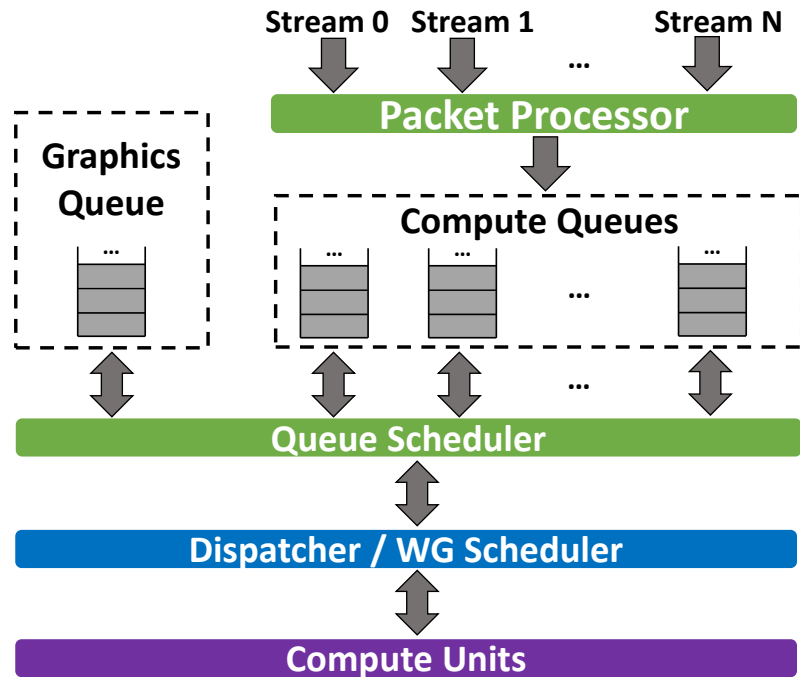 Stream 0 Stream 1 ... Stream N
Packet Processor
Graphics
Queue
...
Compute Queues
... ... ... ...
...
Queue Scheduler
Dispatcher / WG Scheduler
Compute Units